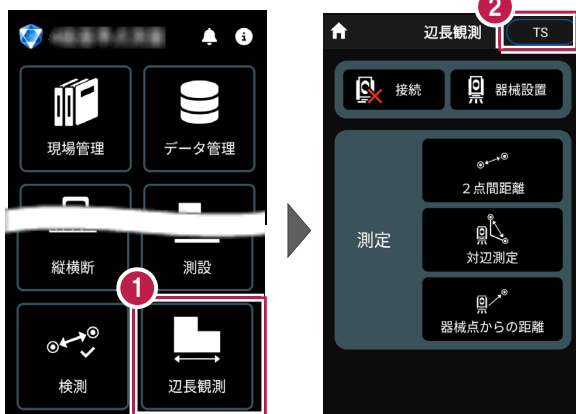 現場管理
データ管理
縦横断
測設
1
検測
辺長観測
2
辺長観測
TS
接続
器械設置
測定
2点間距離
対辺測定
器械点からの距離